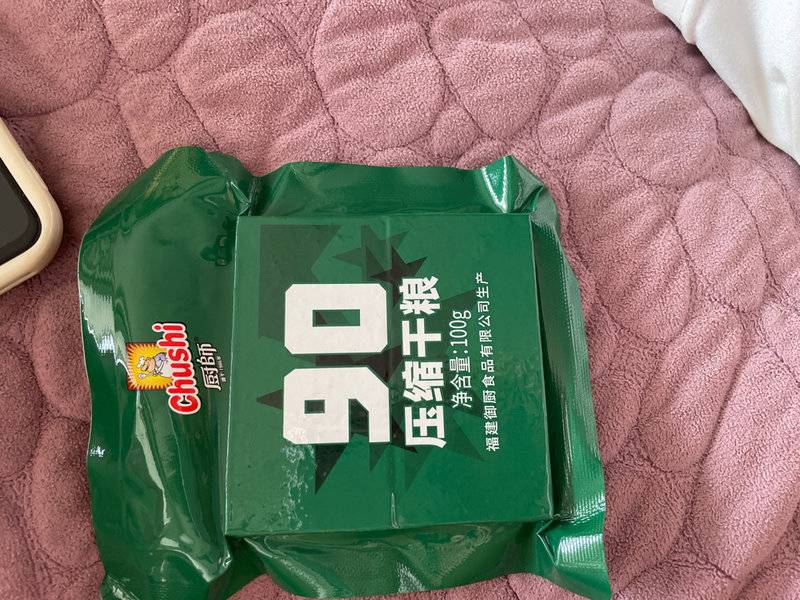 Chushi
厨師
90
压缩干粮
净含量:100g
福建御厨食品有限公司生产